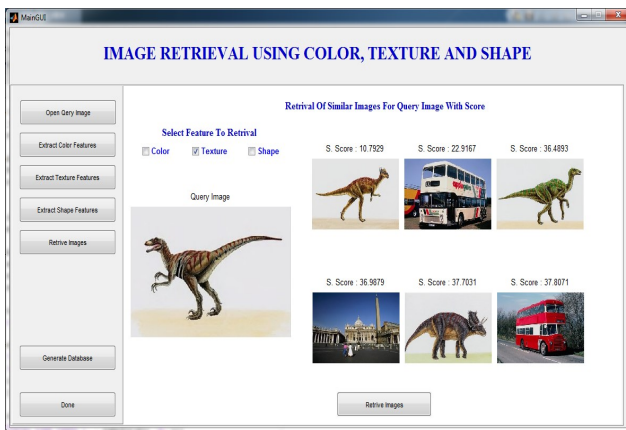 MainGUI
IMAGE RETRIEVAL USING COLOR, TEXTURE AND SHAPE
Open Qery Image
Extract Color Features
Extract Texture Features
Extract Shape Features
Retrive Images
Generate Database
Done
Retrival Of Similar Images For Query Image With Score
Select Feature To Retrival
Color Texture Shape
Query Image
S. Score : 10.7929 S. Score : 22.9167 S. Score : 36.4893
S. Score : 36.9879 S. Score : 37.7031 S. Score : 37.8071
Retrive Images